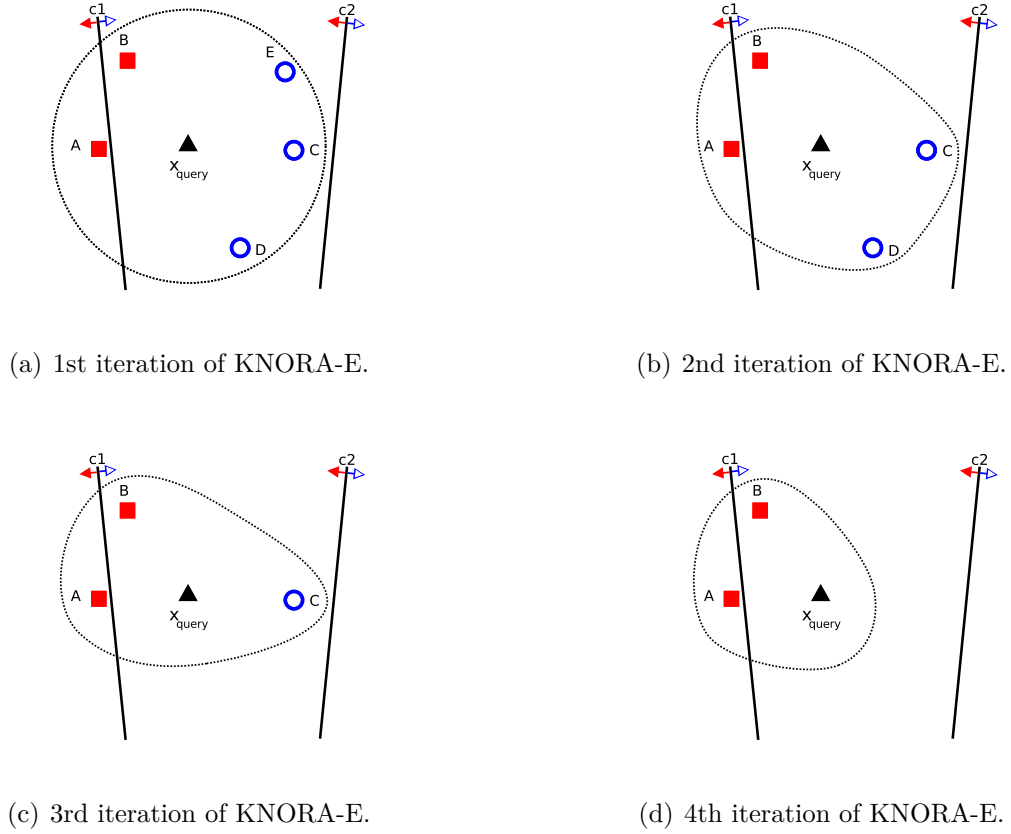 c1
c2
B
E
A
C
x query
D
(a) 1st iteration of KNORA-E.
c1
c2
B
A
C
x query
D
(b) 2nd iteration of KNORA-E.
c1
c2
B
A
C
x query
(c) 3rd iteration of KNORA-E.
c1
c2
B
A
x query
(d) 4th iteration of KNORA-E.